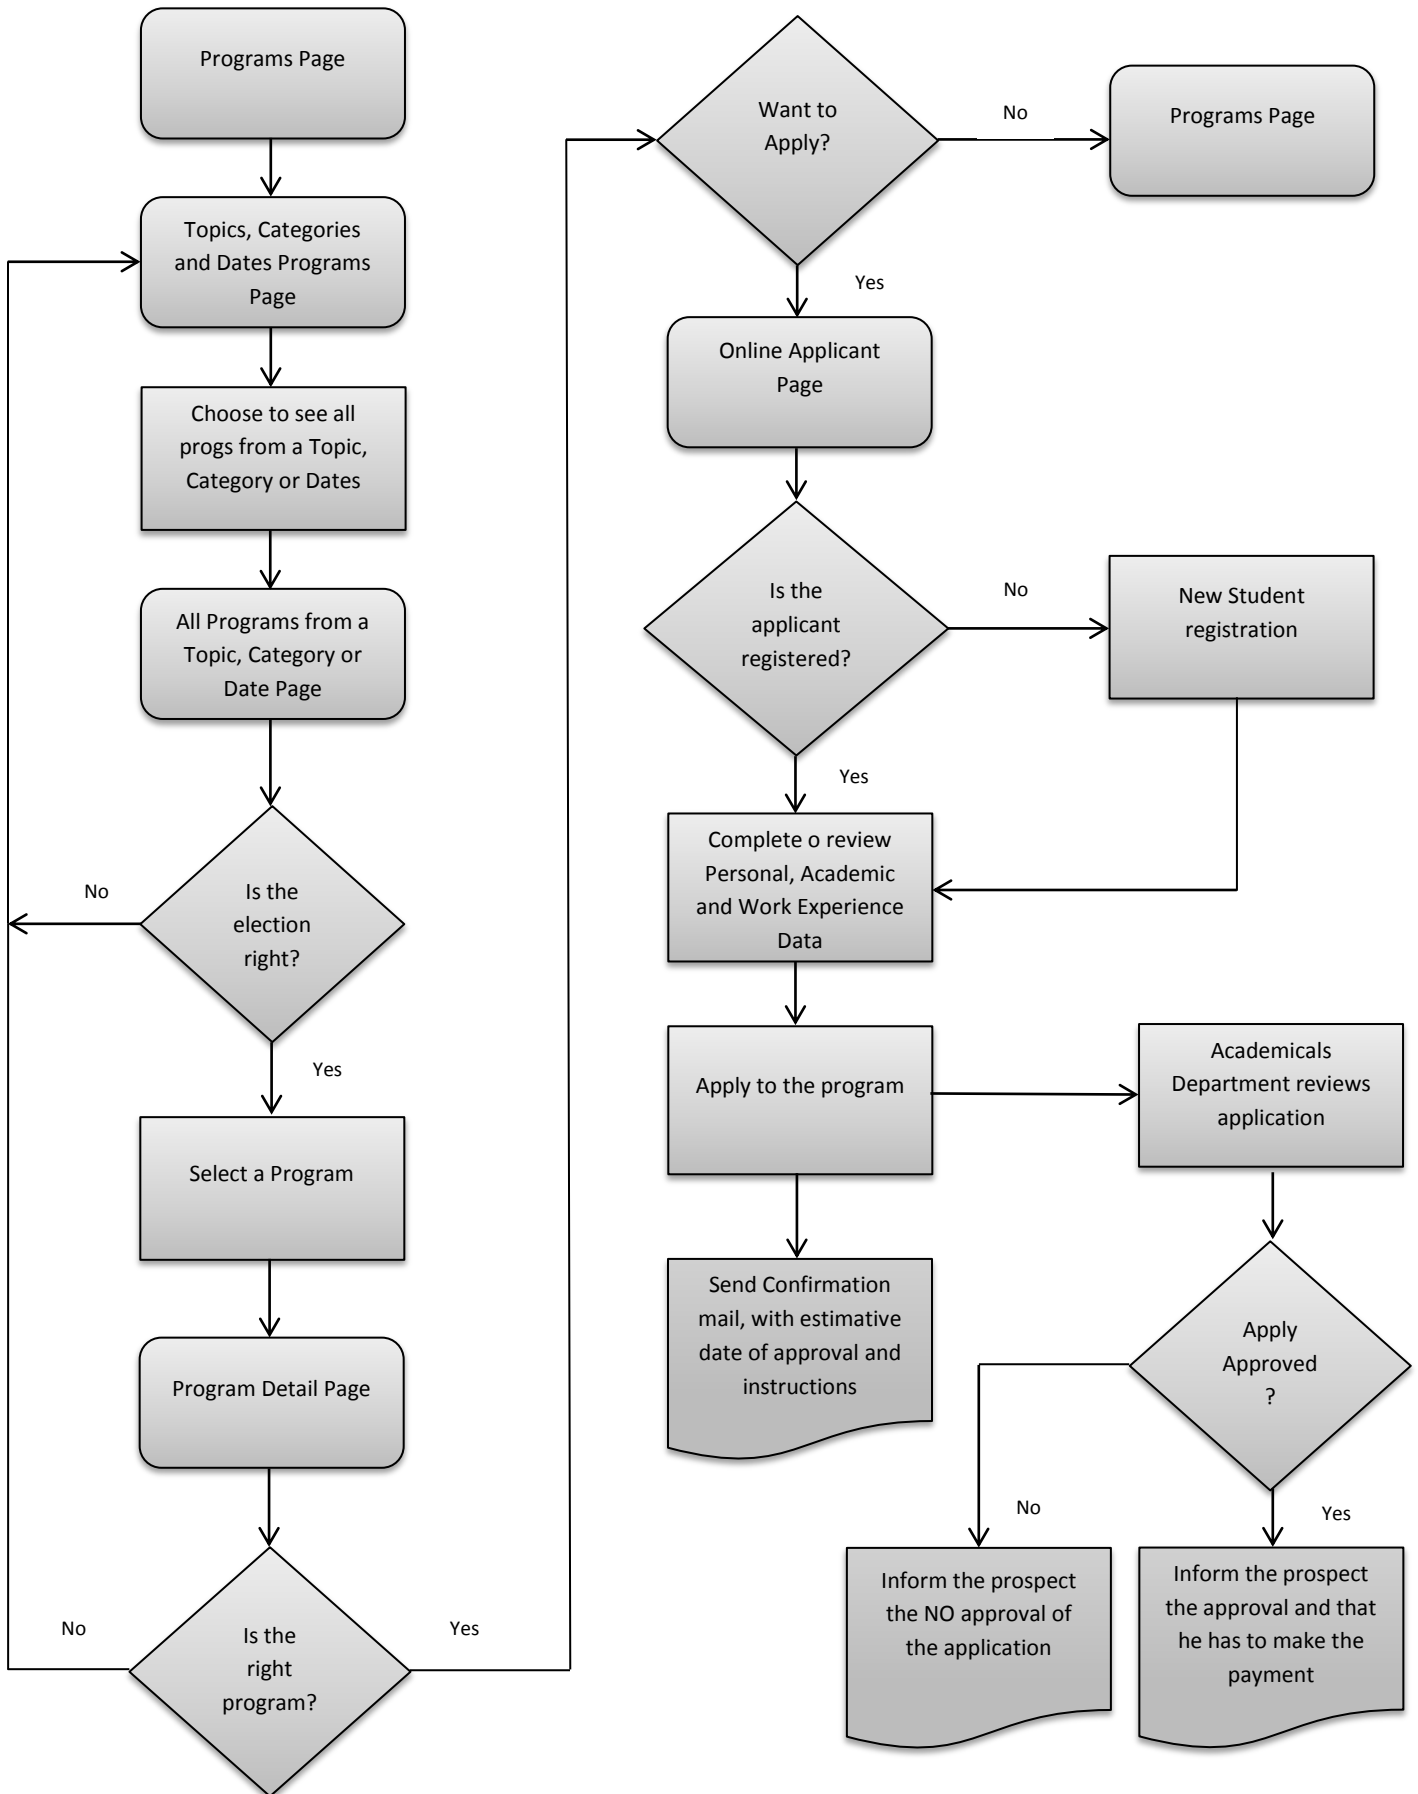 Programs Page
Topics, Categories
and Dates Programs
Page
Choose to see all
progs from a Topic,
Category or Dates
All Programs from a
Topic, Category or
Date Page
No
Is the
election
right?
Yes
Select a Program
Program Detail Page
No
Is the
right
program?
Yes
Want to
Apply?
No
Programs Page
Yes
Online Applicant
Page
Is the
applicant
registered?
No
New Student
registration
Yes
Complete o review
Personal, Academic
and Work Experience
Data
Apply to the program
Academicals
Department reviews
application
Send Confirmation
mail, with estimative
date of approval and
instructions
Apply
Approved
?
No
Yes
Inform the prospect
the NO approval of
the application
Inform the prospect
the approval and that
he has to make the
payment